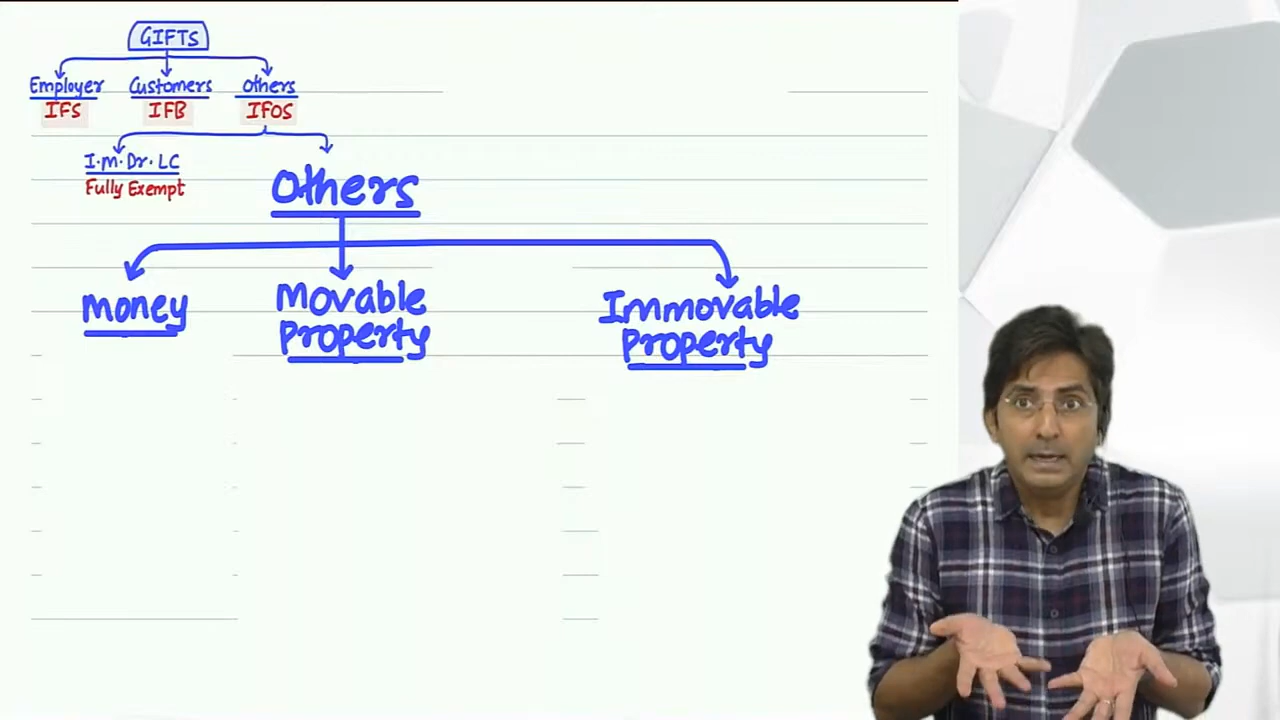 GIFTS
Employer Customers Others
IFS IFB IFOS
I.m.Dr.LC
Fully Exempt
Others
Money Movable Property Immovable Property